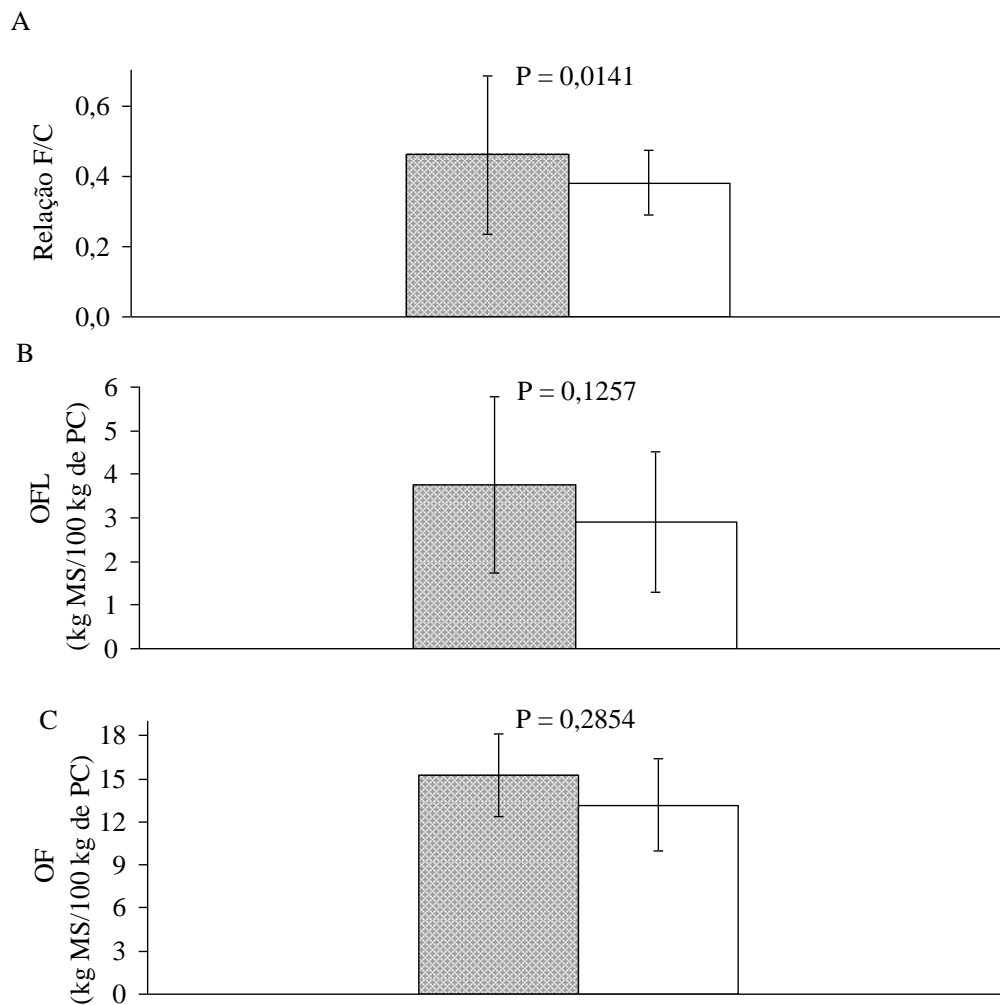 A
P = 0,0141
Relação F/C
0,6
0,4
0,2
0,0
B
P = 0,1257
OFL
(kg MS/100 kg de PC)
6
5
4
3
2
1
0
C
P = 0,2854
OF
(kg MS/100 kg de PC)
18
15
12
9
6
3
0